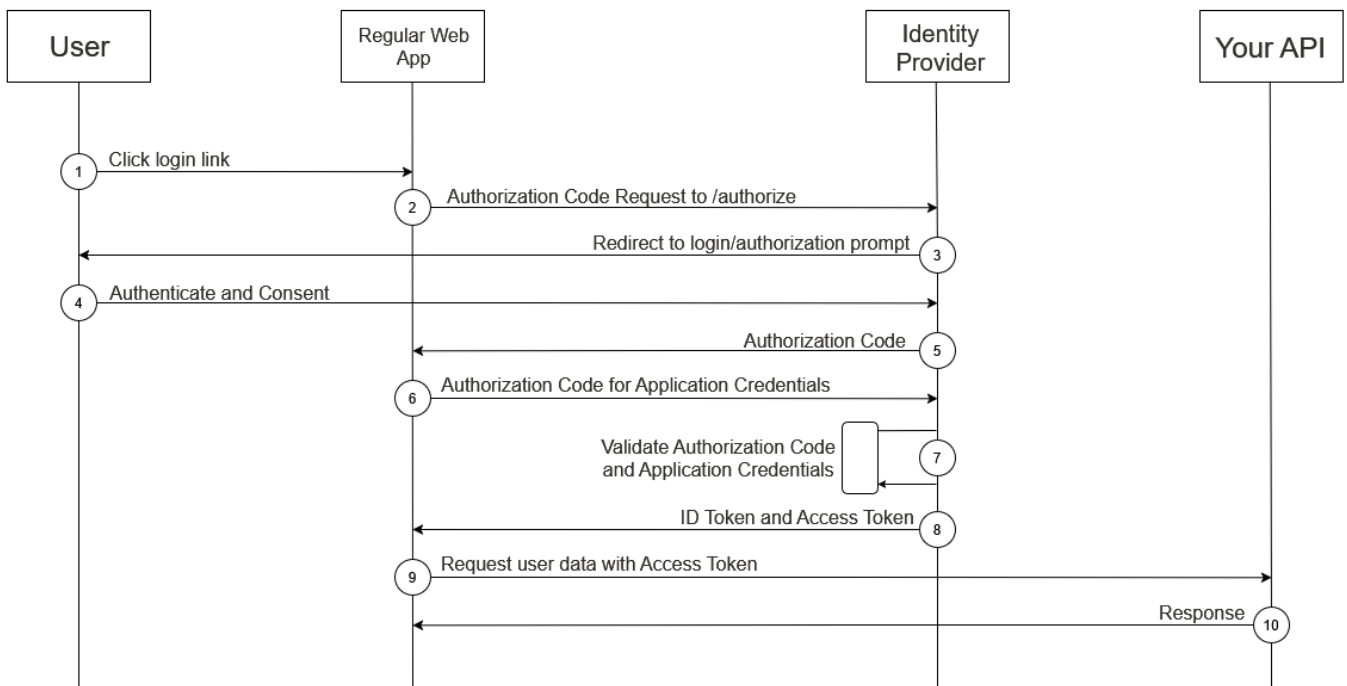 User
Regular Web
App
Identity
Provider
Your API
1
Click login link
2
Authorization Code Request to /authorize
Redirect to login/authorization prompt
3
4
Authenticate and Consent
Authorization Code
5
6
Authorization Code for Application Credentials
Validate Authorization Code
and Application Credentials
7
ID Token and Access Token
8
9
Request user data with Access Token
Response
10